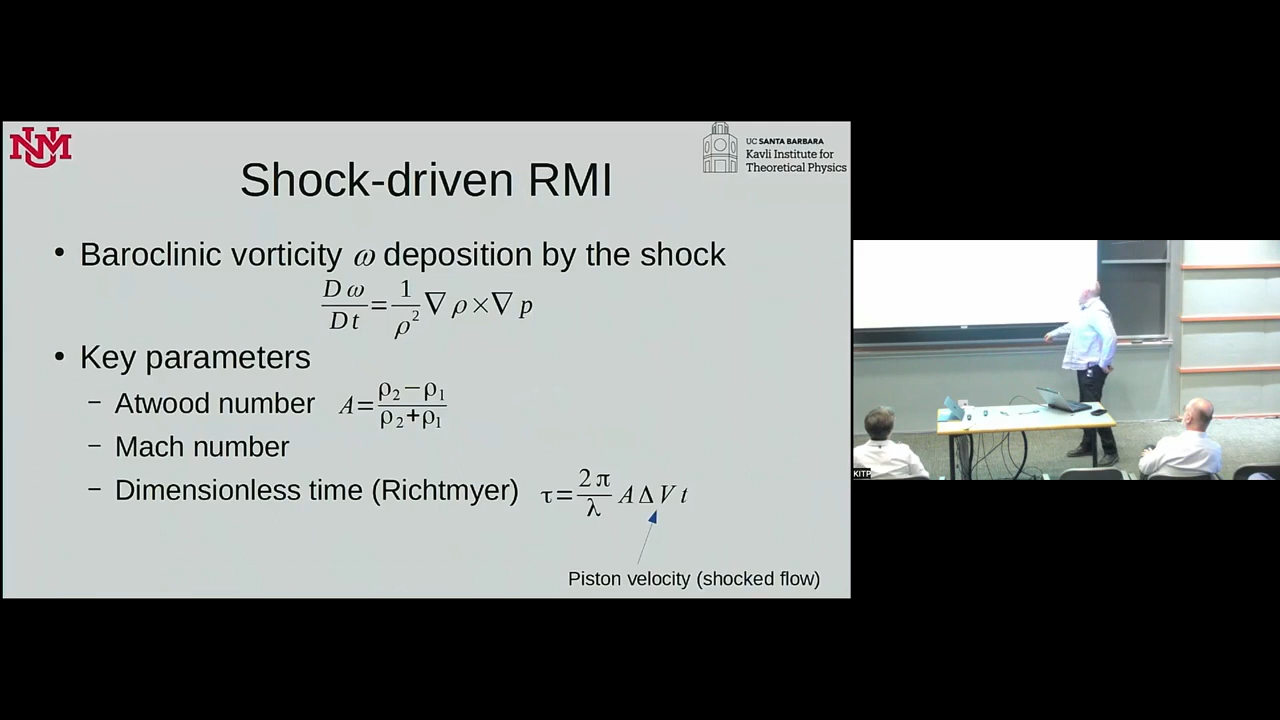 UNM
UC SANTA BARBARA
Kavli Institute for
Theoretical Physics
Shock-driven RMI
• Baroclinic vorticity ω deposition by the shock
Dω/Dt = 1/ρ² ∇ρ×∇p
• Key parameters
– Atwood number A=(ρ₂−ρ₁)/(ρ₂+ρ₁)
– Mach number
– Dimensionless time (Richtmyer) τ=2π/λ AΔVt
Piston velocity (shocked flow)
KITP